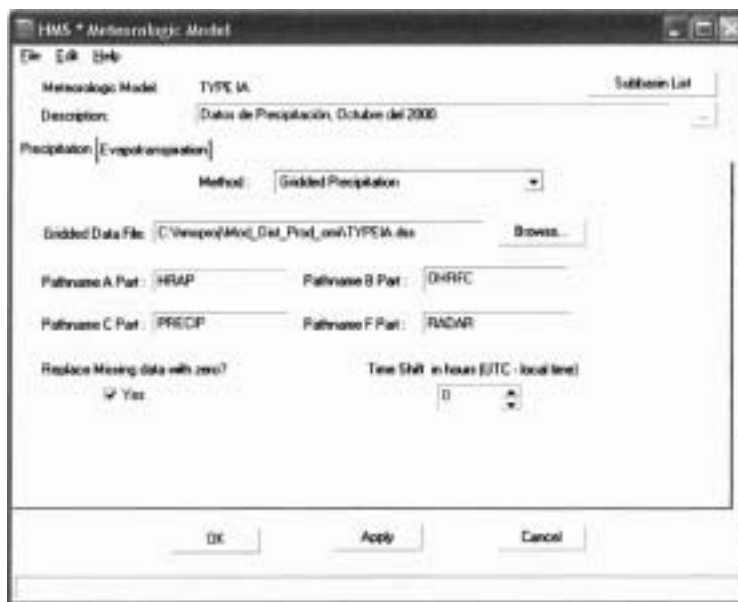 HMS * Meteorologic Model
File Edit Help
Meteorologic Model: TYPE IA Subbasin List
Description: Datos de Precipitación, Octubre del 2000 ...
Precipitation Evapotranspiration
Method: Gridded Precipitation
Gridded Data File: TYPEIA.dss Browse...
Pathname A Part: HRAP Pathname B Part: OHRFC
Pathname C Part: PRECIP Pathname F Part: RADAR
Replace Missing data with zero? Time Shift in hours (UTC - local time)
Yes 0
OK Apply Cancel